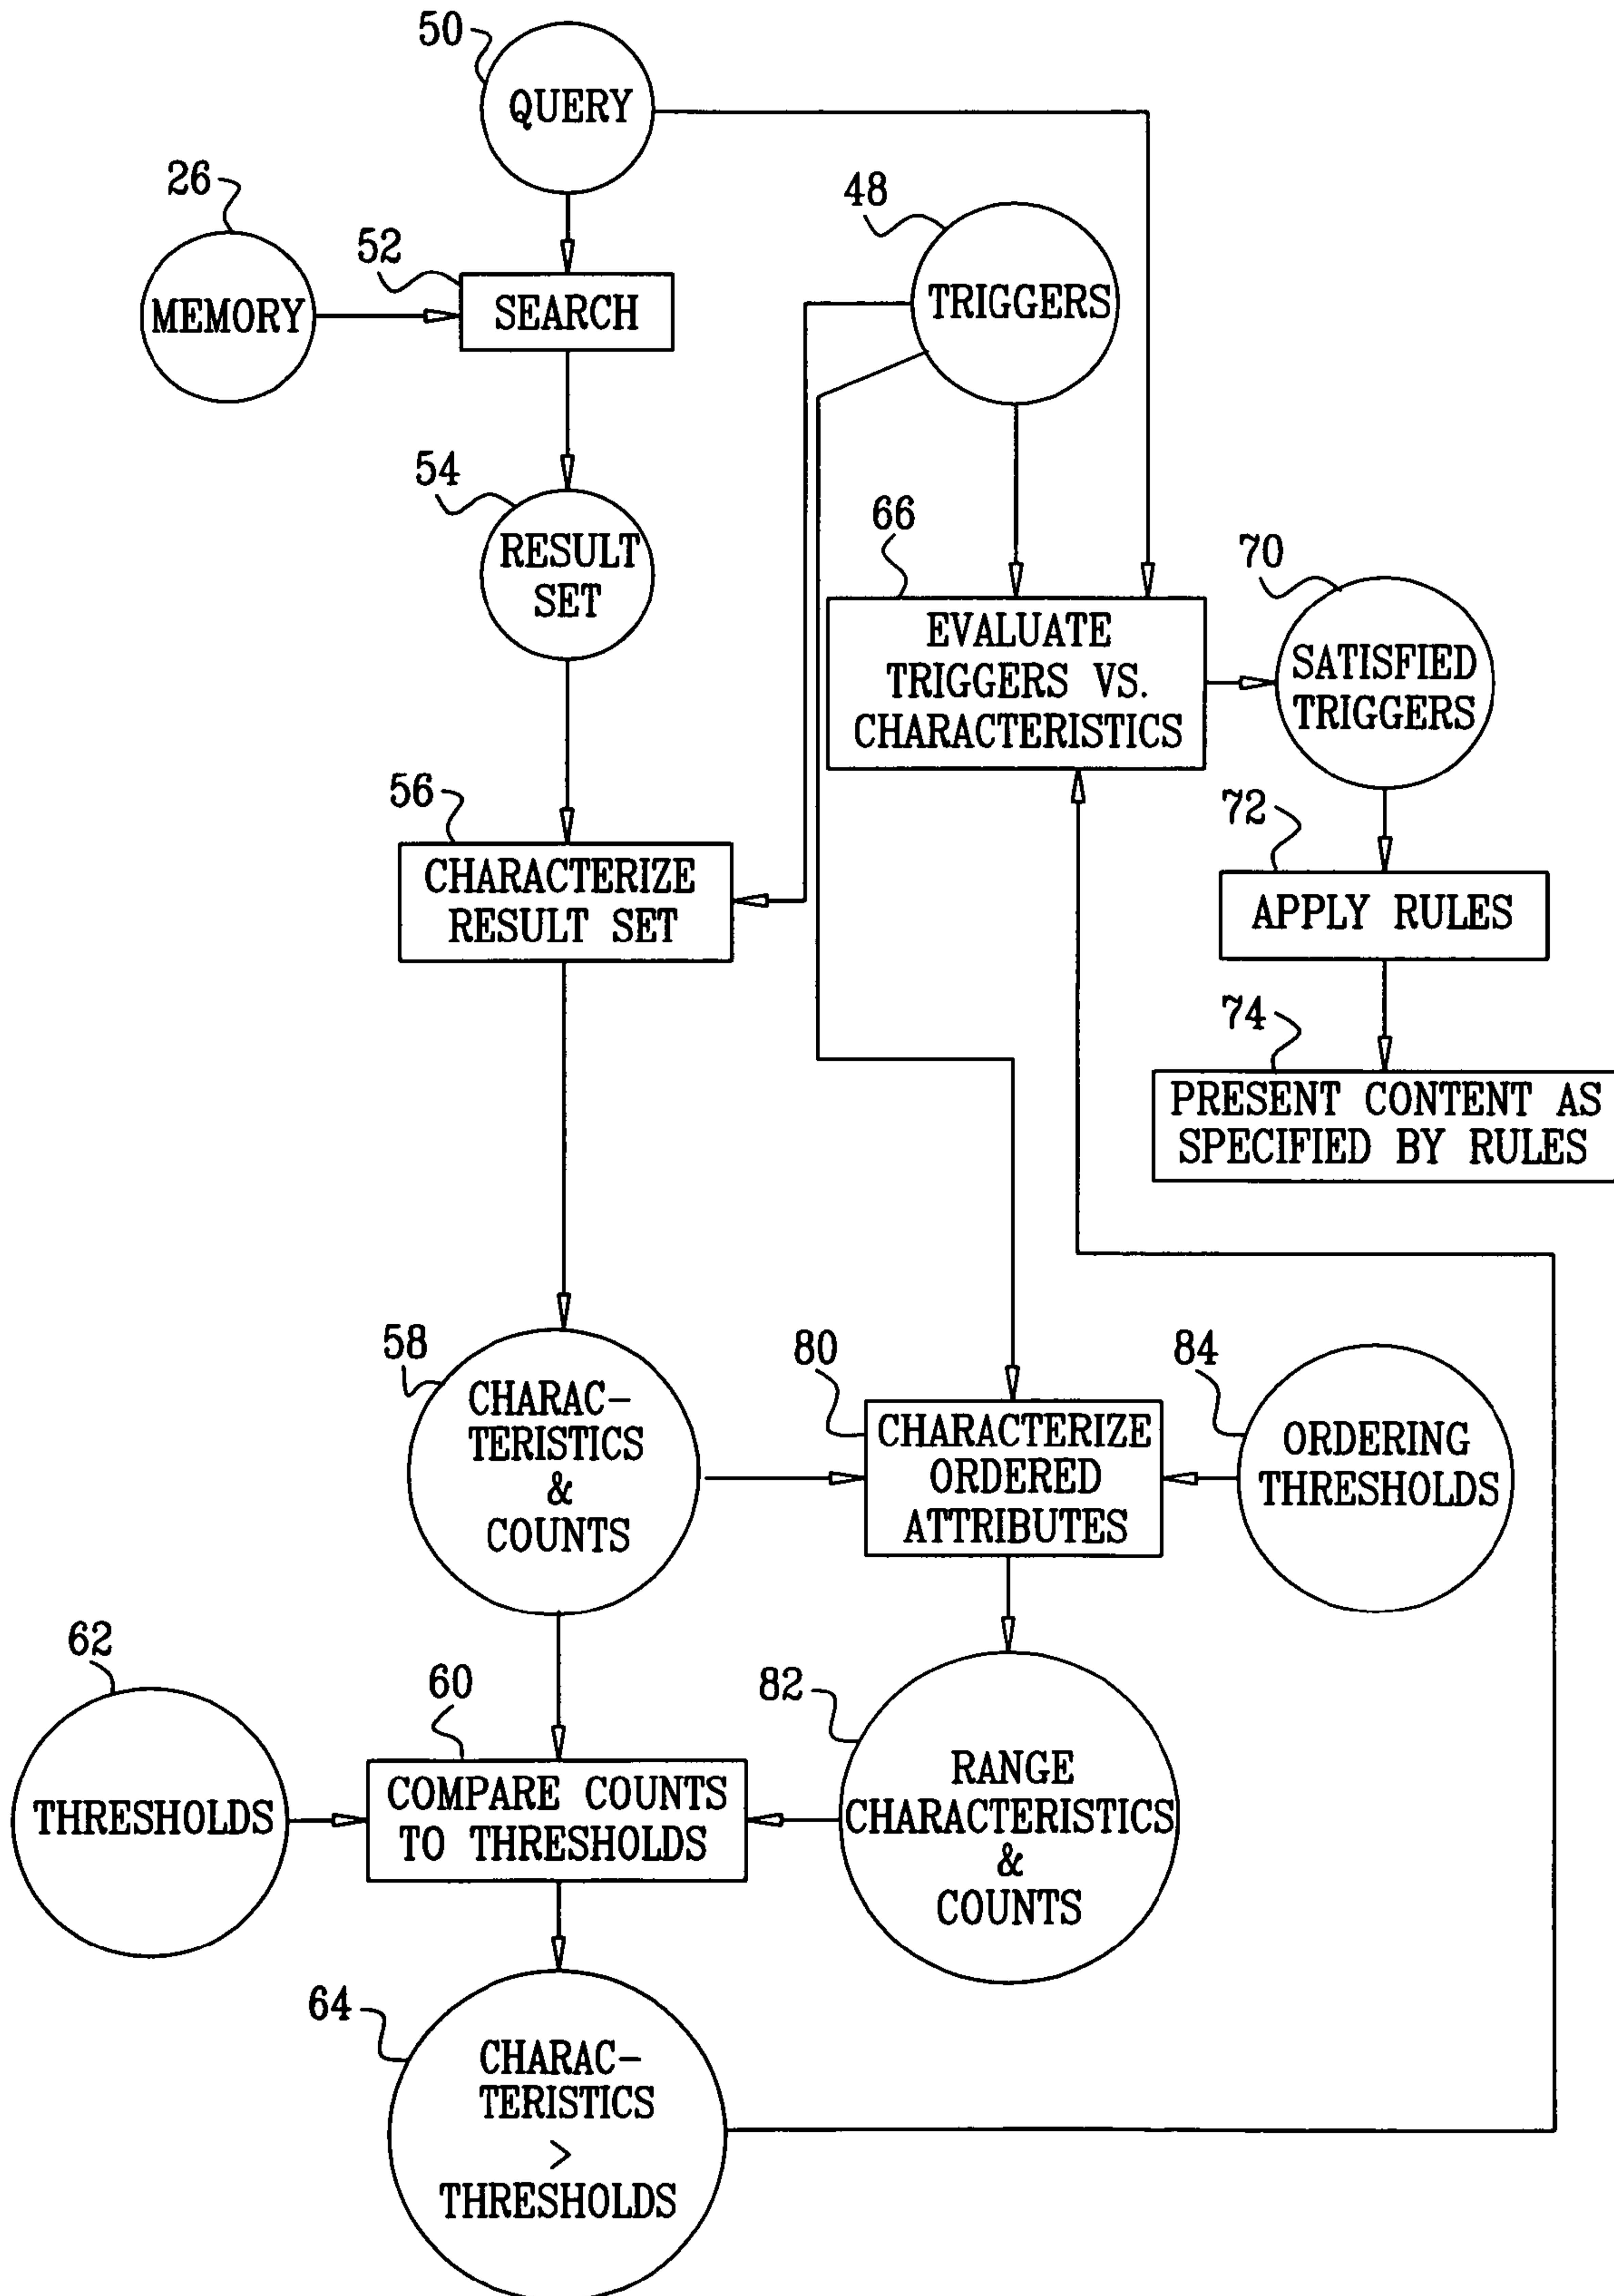 50
QUERY
26
MEMORY
52
SEARCH
48
TRIGGERS
54
RESULT
SET
66
EVALUATE
TRIGGERS VS.
CHARACTERISTICS
70
SATISFIED
TRIGGERS
56
CHARACTERIZE
RESULT SET
72
APPLY RULES
74
PRESENT CONTENT AS
SPECIFIED BY RULES
58
CHARAC-
TERISTICS
&
COUNTS
80
CHARACTERIZE
ORDERED
ATTRIBUTES
84
ORDERING
THRESHOLDS
62
THRESHOLDS
60
COMPARE COUNTS
TO THRESHOLDS
82
RANGE
CHARACTERISTICS
&
COUNTS
64
CHARAC-
TERISTICS
>
THRESHOLDS